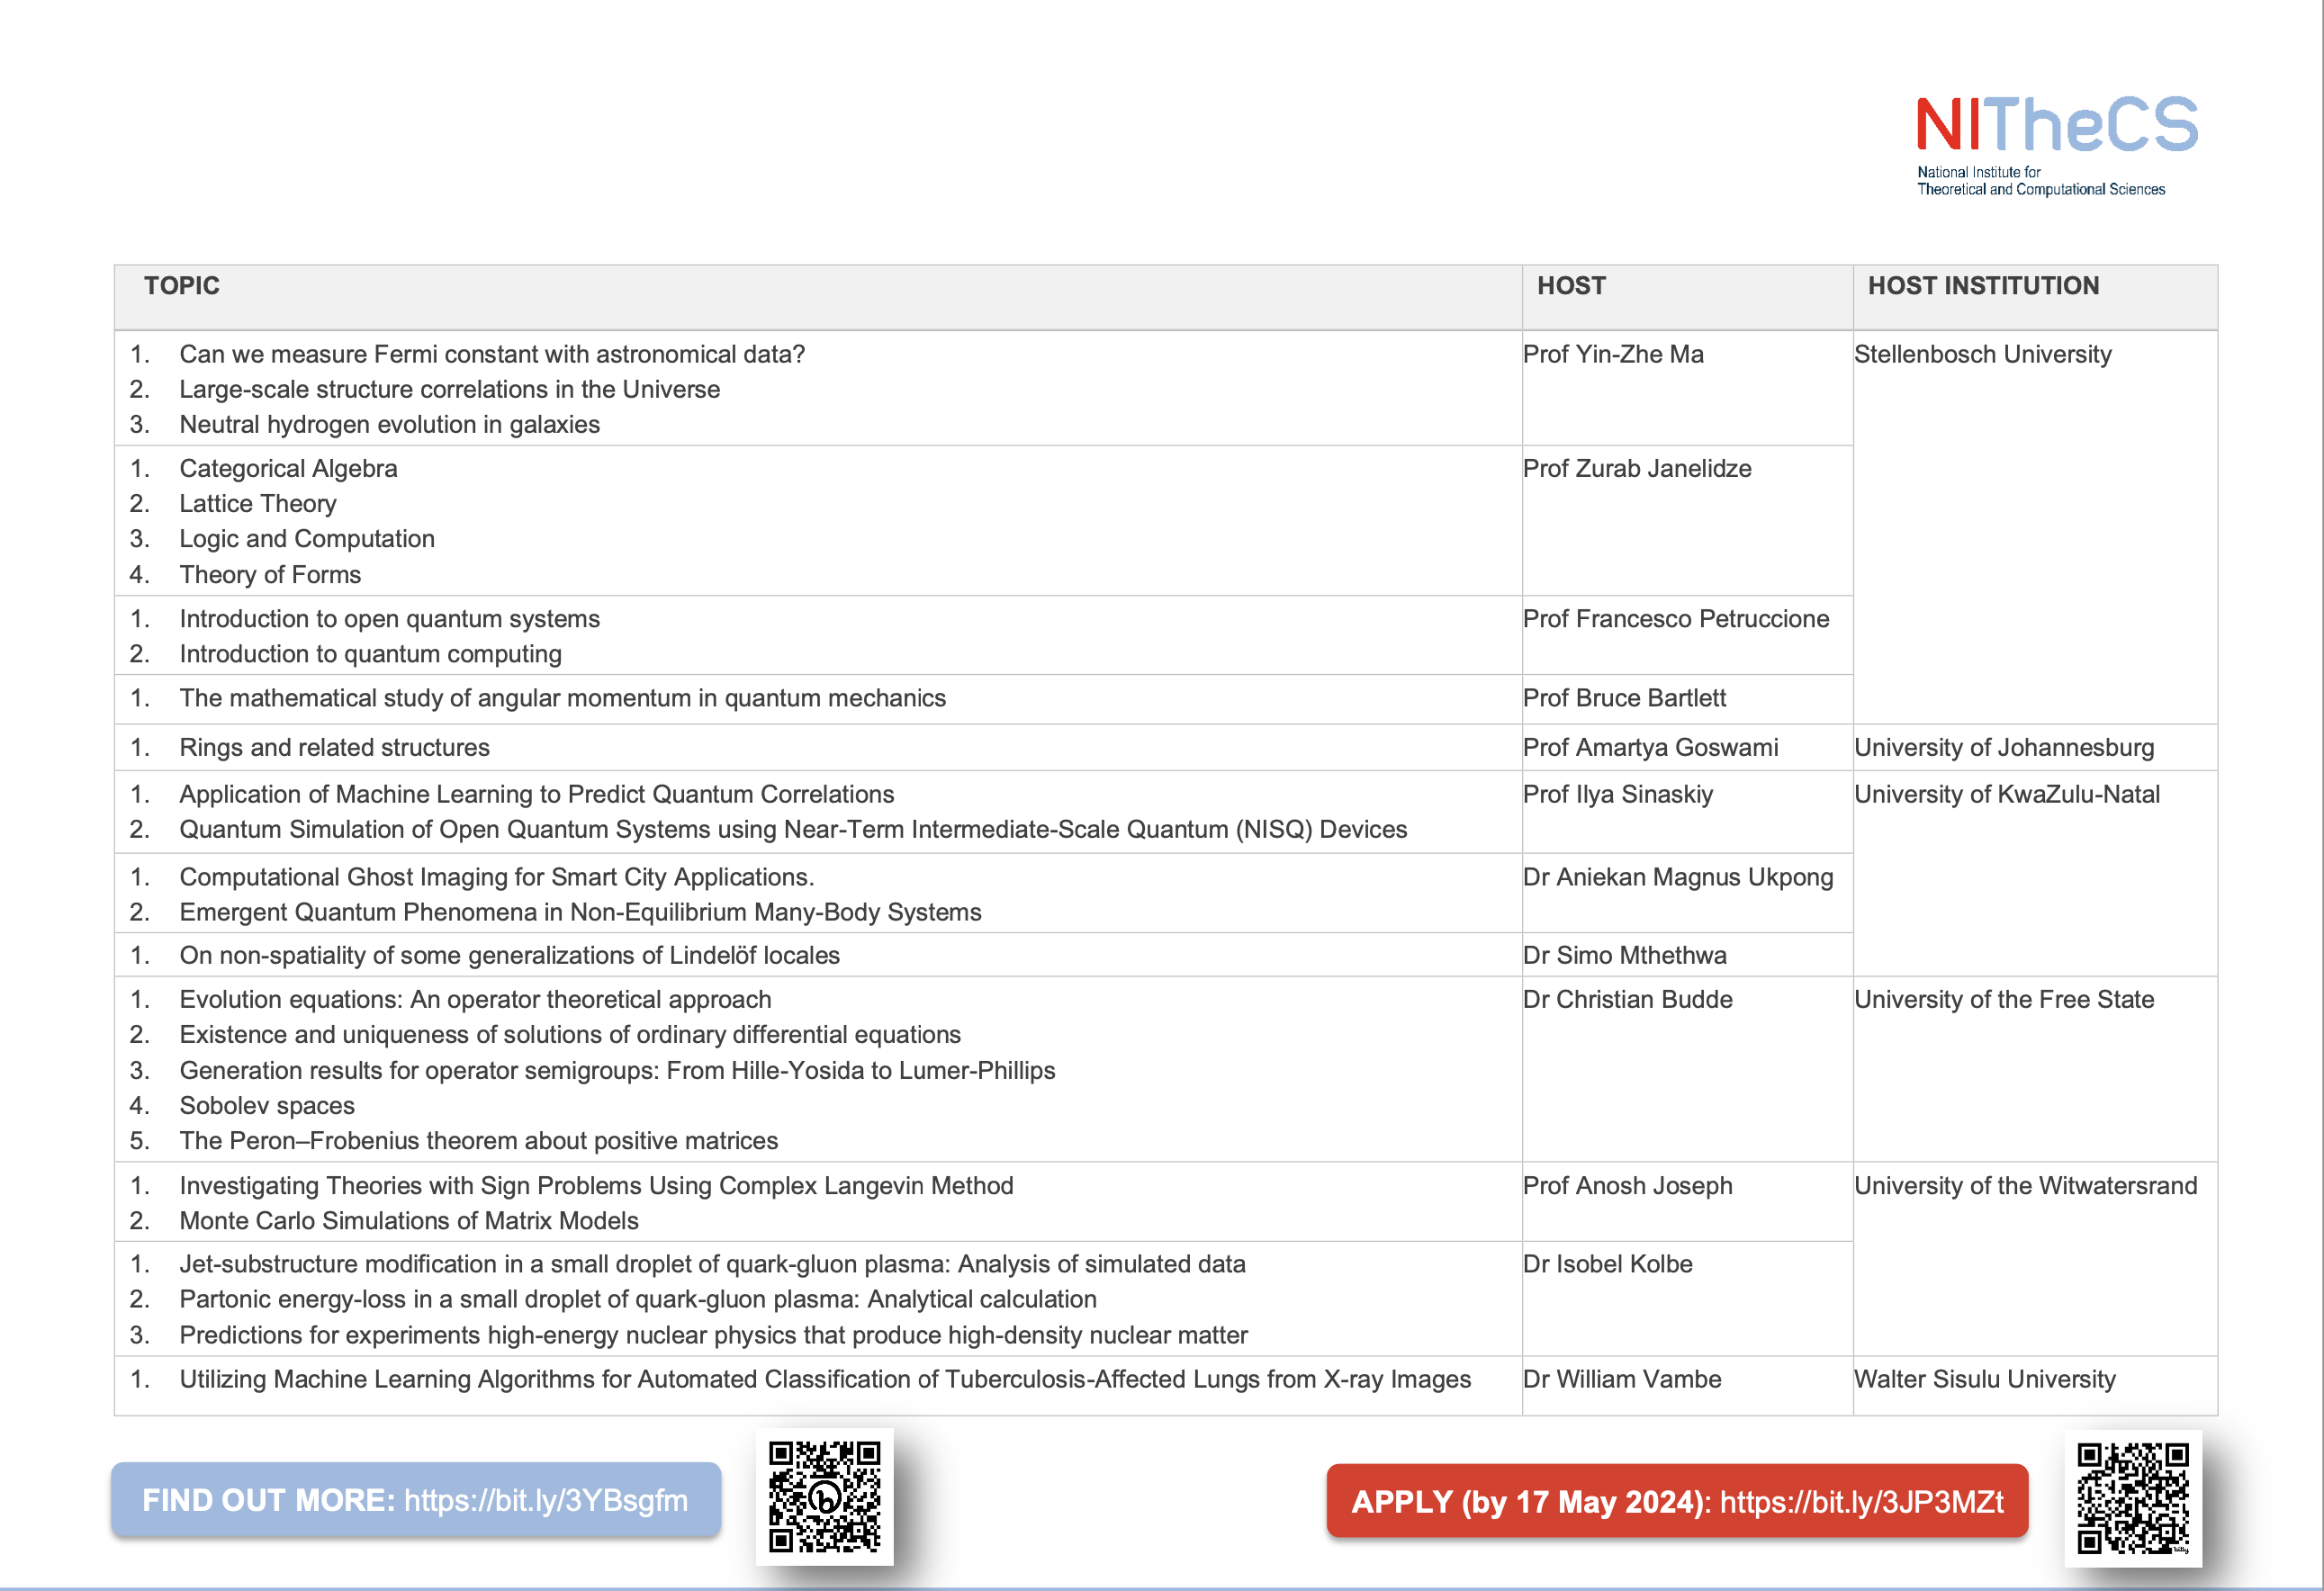 NITheCS
National Institute for
Theoretical and Computational Sciences
TOPIC HOST HOST INSTITUTION
1. Can we measure Fermi constant with astronomical data? Prof Yin-Zhe Ma Stellenbosch University
2. Large-scale structure correlations in the Universe
3. Neutral hydrogen evolution in galaxies
1. Categorical Algebra Prof Zurab Janelidze
2. Lattice Theory
3. Logic and Computation
4. Theory of Forms
1. Introduction to open quantum systems Prof Francesco Petruccione
2. Introduction to quantum computing
1. The mathematical study of angular momentum in quantum mechanics Prof Bruce Bartlett
1. Rings and related structures Prof Amartya Goswami University of Johannesburg
1. Application of Machine Learning to Predict Quantum Correlations Prof Ilya Sinaskiy University of KwaZulu-Natal
2. Quantum Simulation of Open Quantum Systems using Near-Term Intermediate-Scale Quantum (NISQ) Devices
1. Computational Ghost Imaging for Smart City Applications. Dr Aniekan Magnus Ukpong
2. Emergent Quantum Phenomena in Non-Equilibrium Many-Body Systems
1. On non-spatiality of some generalizations of Lindelöf locales Dr Simo Mthethwa
1. Evolution equations: An operator theoretical approach Dr Christian Budde University of the Free State
2. Existence and uniqueness of solutions of ordinary differential equations
3. Generation results for operator semigroups: From Hille-Yosida to Lumer-Phillips
4. Sobolev spaces
5. The Peron–Frobenius theorem about positive matrices
1. Investigating Theories with Sign Problems Using Complex Langevin Method Prof Anosh Joseph University of the Witwatersrand
2. Monte Carlo Simulations of Matrix Models
1. Jet-substructure modification in a small droplet of quark-gluon plasma: Analysis of simulated data Dr Isobel Kolbe
2. Partonic energy-loss in a small droplet of quark-gluon plasma: Analytical calculation
3. Predictions for experiments high-energy nuclear physics that produce high-density nuclear matter
1. Utilizing Machine Learning Algorithms for Automated Classification of Tuberculosis-Affected Lungs from X-ray Images Dr William Vambe Walter Sisulu University
FIND OUT MORE: https://bit.ly/3YBsgfm
APPLY (by 17 May 2024): https://bit.ly/3JP3MZt